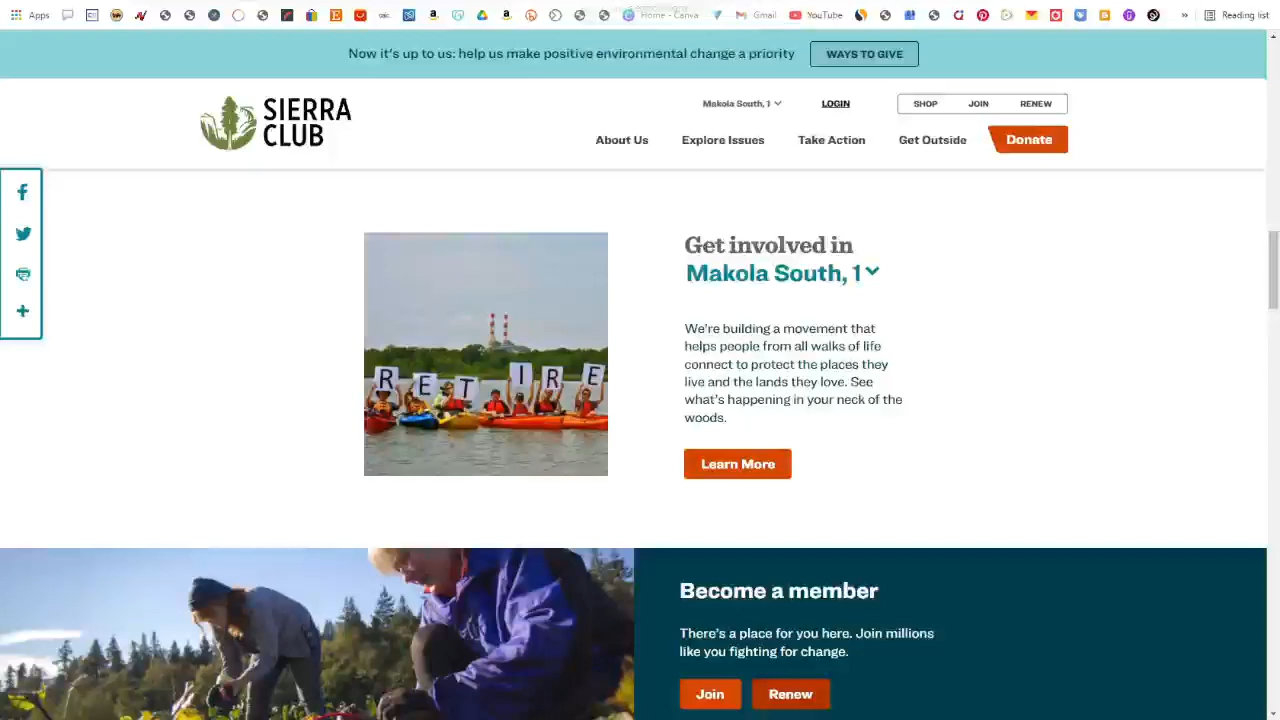 Apps
Home - Canva
Gmail
YouTube
»
Reading list
Now it's up to us: help us make positive environmental change a priority
WAYS TO GIVE
SIERRA
CLUB
Makola South, 1
LOGIN
SHOP
JOIN
RENEW
About Us
Explore Issues
Take Action
Get Outside
Donate
Get involved in
Makola South, 1
RETIRE
We're building a movement that
helps people from all walks of life
connect to protect the places they
live and the lands they love. See
what's happening in your neck of the
woods.
Learn More
Become a member
There's a place for you here. Join millions
like you fighting for change.
Join
Renew